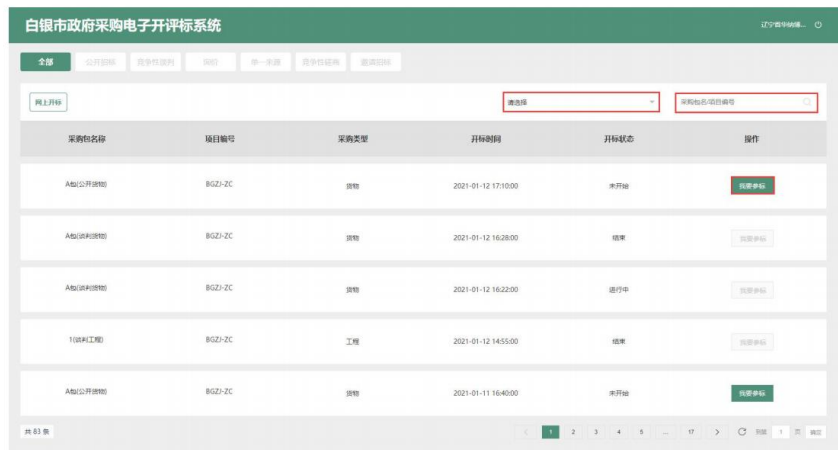 白银市政府采购电子开评标系统
全部 公开招标 竞争性谈判 询价 单一来源 竞争性磋商 邀请招标
网上开标 请选择 采购包名/项目编号
采购包名称 项目编号 采购类型 开标时间 开标状态 操作
A包(公开货物) BGZJ-ZC 货物 2021-01-12 17:10:00 未开始 我要参标
A包(谈判货物) BGZJ-ZC 货物 2021-01-12 16:28:00 结束 我要参标
A包(谈判货物) BGZJ-ZC 货物 2021-01-12 16:22:00 进行中 我要参标
1(谈判工程) BGZJ-ZC 工程 2021-01-12 14:55:00 结束 我要参标
A包(公开货物) BGZJ-ZC 货物 2021-01-11 16:40:00 未开始 我要参标
共 83 条 < 1 2 3 4 5 ... 17 > 到第 1 页 确定